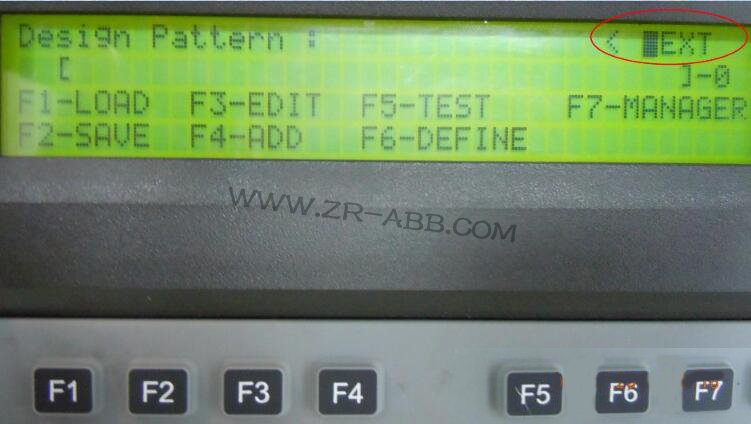 Design Pattern : < █EXT
[ ]-0
F1-LOAD F3-EDIT F5-TEST F7-MANAGER
F2-SAVE F4-ADD F6-DEFINE
WWW.ZR-ABB.COM
F1 F2 F3 F4 F5 F6 F7